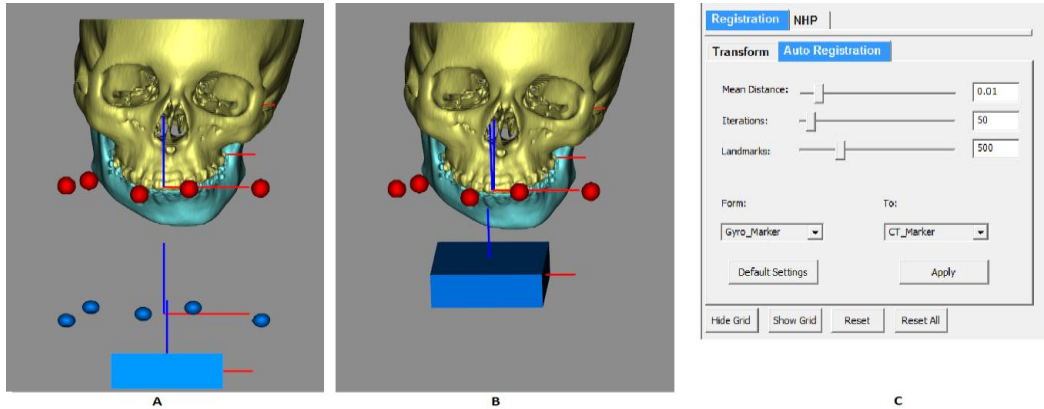 Registration NHP
Transform Auto Registration
Mean Distance: 0.01
Iterations: 50
Landmarks: 500
Form: To:
Gyro_Marker CT_Marker
Default Settings Apply
Hide Grid Show Grid Reset Reset All
A B C